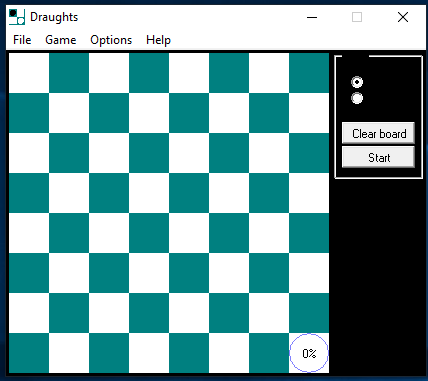 Draughts
File Game Options Help
Clear board
Start
0%